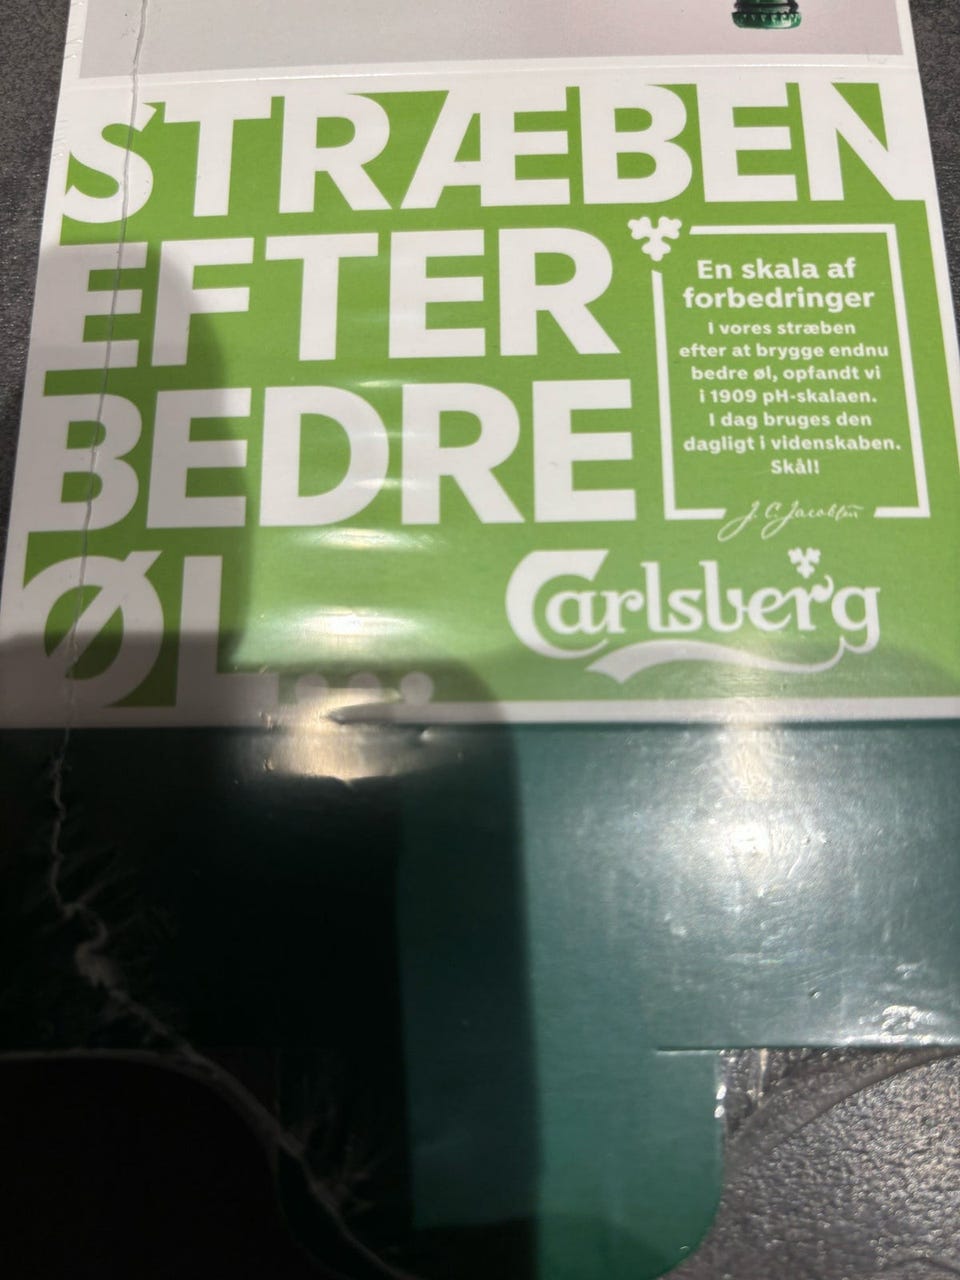 STRÆBEN
EFTER
BEDRE
ØL...
En skala af
forbedringer
I vores stræben
efter at brygge endnu
bedre øl, opfandt vi
i 1909 pH-skalaen.
I dag bruges den
dagligt i videnskaben.
Skål!
J.C.Jacobsen
Carlsberg